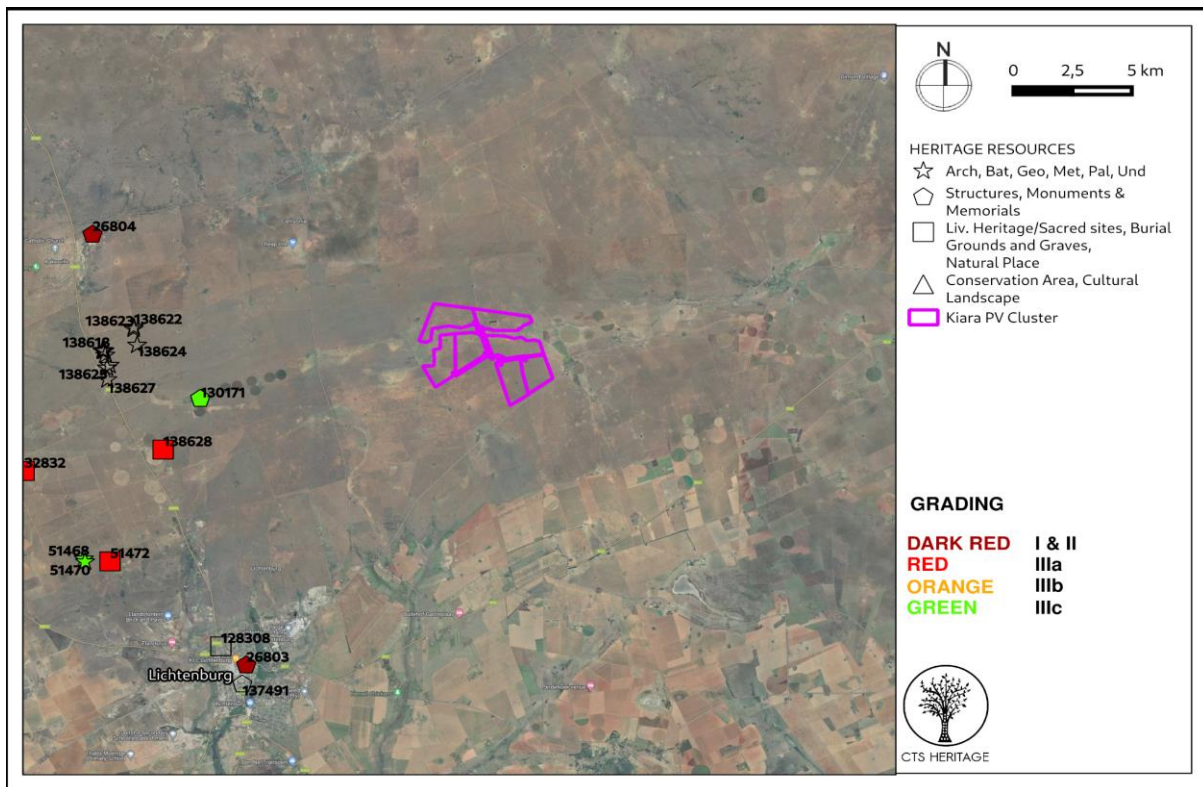 26804
138623
138622
138618
138624
138625
138627
130171
138628
32832
51468
51472
51470
Lichtenburg
128308
26803
Lichtenburg
137491
N
0 2,5 5 km
HERITAGE RESOURCES
Arch, Bat, Geo, Met, Pal, Und
Structures, Monuments &
Memorials
Liv. Heritage/Sacred sites, Burial
Grounds and Graves,
Natural Place
Conservation Area, Cultural
Landscape
Kiara PV Cluster
GRADING
DARK RED I & II
RED IIIa
ORANGE IIIb
GREEN IIIc
CTS HERITAGE